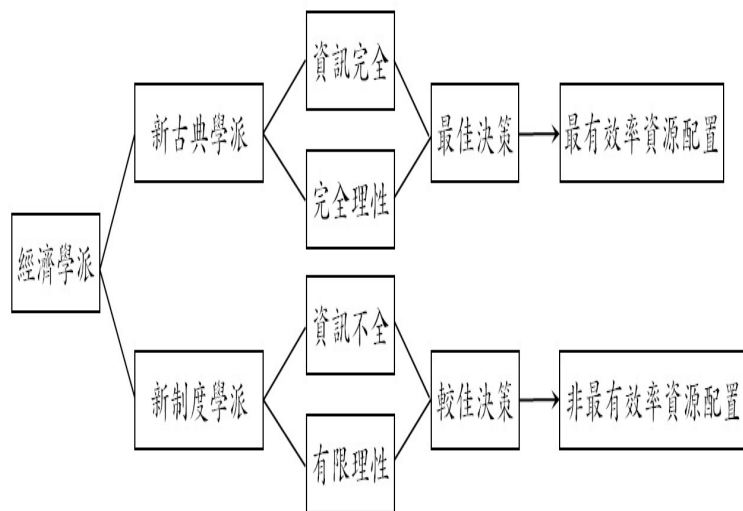 經濟學派
新古典學派
資訊完全
完全理性
最佳決策
最有效率資源配置
新制度學派
資訊不全
有限理性
較佳決策
非最有效率資源配置